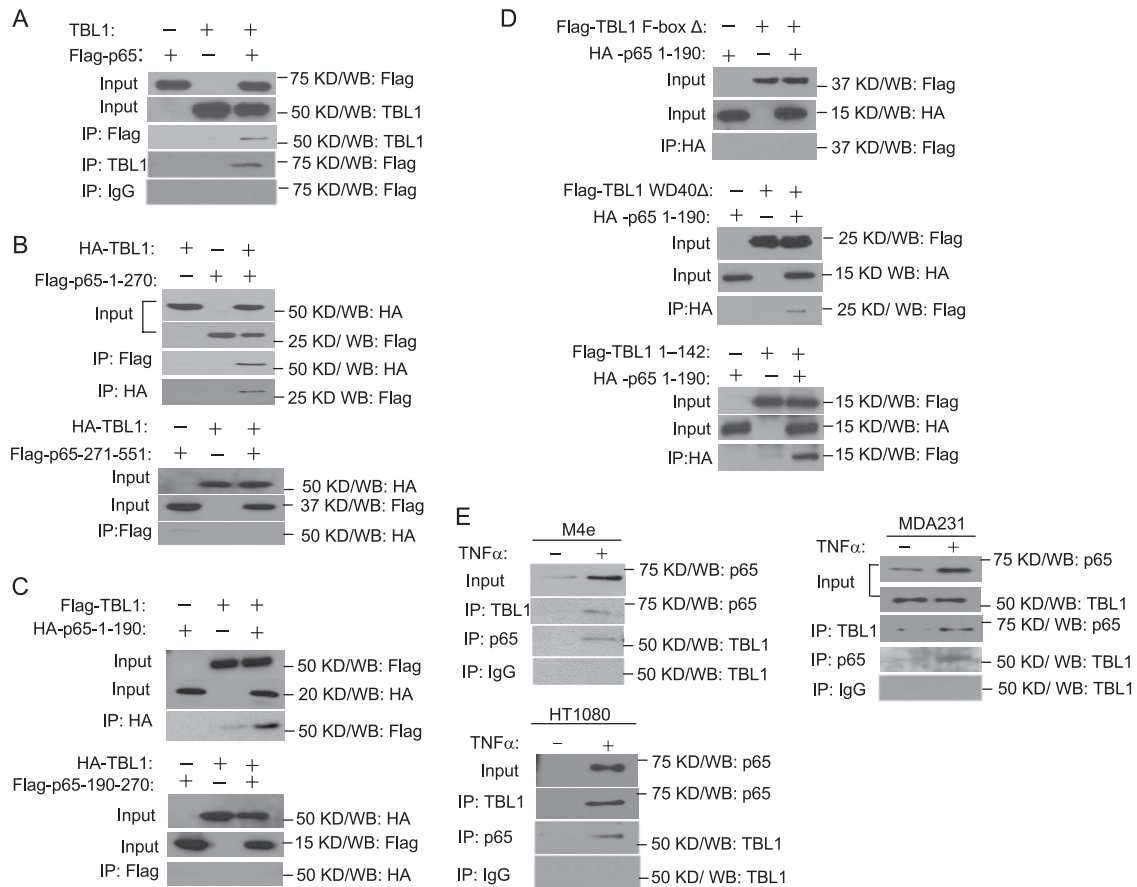 A
TBL1: – + +
Flag-p65: + – +
Input 75 KD/WB: Flag
Input 50 KD/WB: TBL1
IP: Flag 50 KD/WB: TBL1
IP: TBL1 75 KD/WB: Flag
IP: IgG 75 KD/WB: Flag
B
HA-TBL1: + – +
Flag-p65-1-270: – + +
Input 50 KD/WB: HA
25 KD/ WB: Flag
IP: Flag 50 KD/ WB: HA
IP: HA 25 KD WB: Flag
HA-TBL1: – + +
Flag-p65-271-551: + – +
Input 50 KD/WB: HA
Input 37 KD/WB: Flag
IP:Flag 50 KD/WB: HA
C
Flag-TBL1: – + +
HA-p65-1-190: + – +
Input 50 KD/WB: Flag
Input 20 KD/WB: HA
IP: HA 50 KD/WB: Flag
HA-TBL1: – + +
Flag-p65-190-270: + – +
Input 50 KD/WB: HA
Input 15 KD/WB: Flag
IP: Flag 50 KD/WB: HA
D
Flag-TBL1 F-box Δ: – + +
HA -p65 1-190: + – +
Input 37 KD/WB: Flag
Input 15 KD/WB: HA
IP:HA 37 KD/WB: Flag
Flag-TBL1 WD40Δ: – + +
HA -p65 1-190: + – +
Input 25 KD/WB: Flag
Input 15 KD WB: HA
IP:HA 25 KD/ WB: Flag
Flag-TBL1 1–142: – + +
HA -p65 1-190: + – +
Input 15 KD/WB: Flag
Input 15 KD/WB: HA
IP:HA 15 KD/WB: Flag
E
M4e
TNFα: – +
Input 75 KD/WB: p65
IP: TBL1 75 KD/WB: p65
IP: p65 50 KD/WB: TBL1
IP: IgG 50 KD/WB: TBL1
MDA231
TNFα: – +
Input 75 KD/WB: p65
50 KD/WB: TBL1
IP: TBL1 75 KD/ WB: p65
IP: p65 50 KD/ WB: TBL1
IP: IgG 50 KD/ WB: TBL1
HT1080
TNFα: – +
Input 75 KD/WB: p65
IP: TBL1 75 KD/WB: p65
IP: p65 50 KD/WB: TBL1
IP: IgG 50 KD/ WB: TBL1